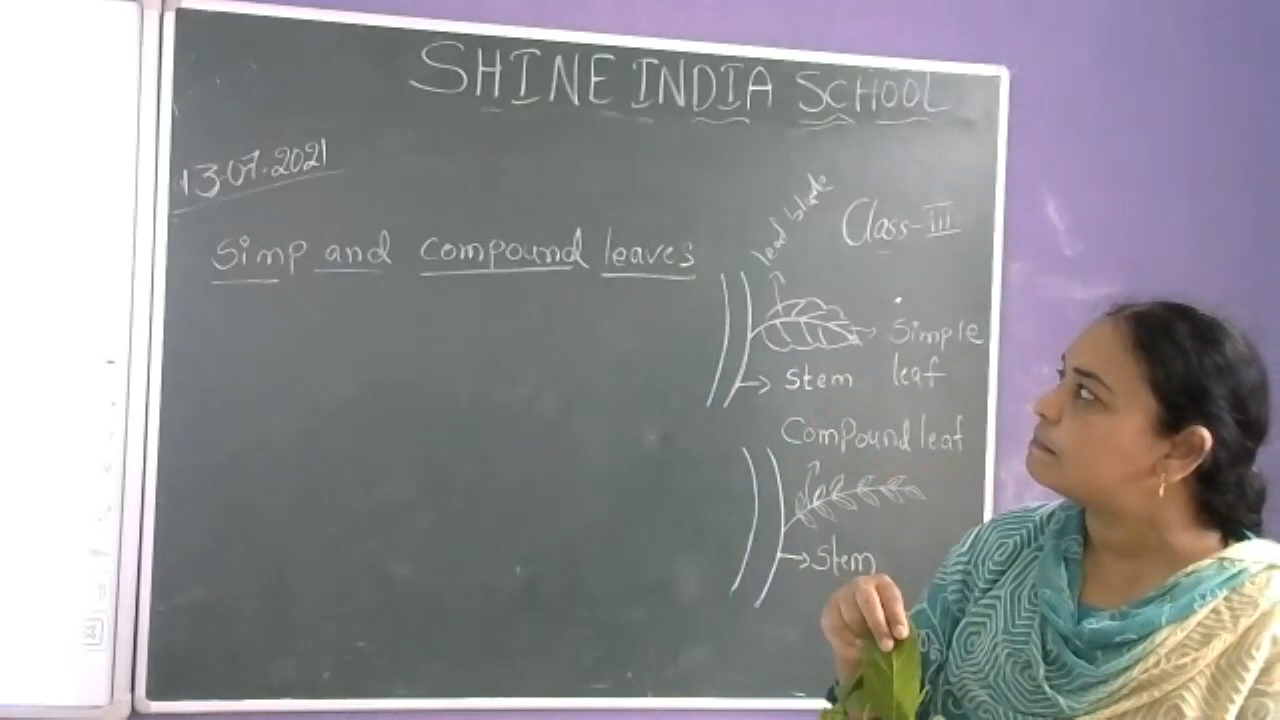 SHINE INDIA SCHOOL
13.07.2021
Class-III
Simp and compound leaves
leaf blade
Simple
leaf
Stem
Compound leaf
Stem